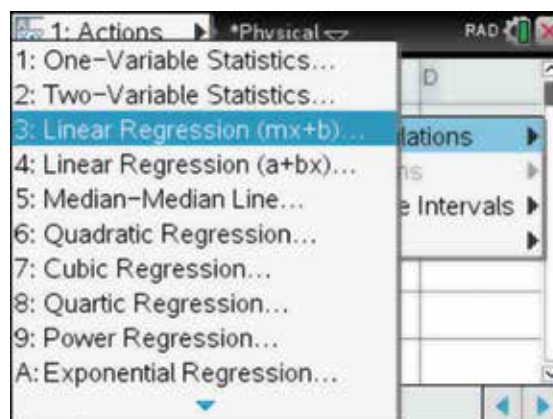 1: Actions *Physical RAD
1: One-Variable Statistics...
2: Two-Variable Statistics...
D
3: Linear Regression (mx+b)...
lations
4: Linear Regression (a+bx)...
ns
5: Median-Median Line...
e Intervals
6: Quadratic Regression...
7: Cubic Regression...
8: Quartic Regression...
9: Power Regression...
A: Exponential Regression...